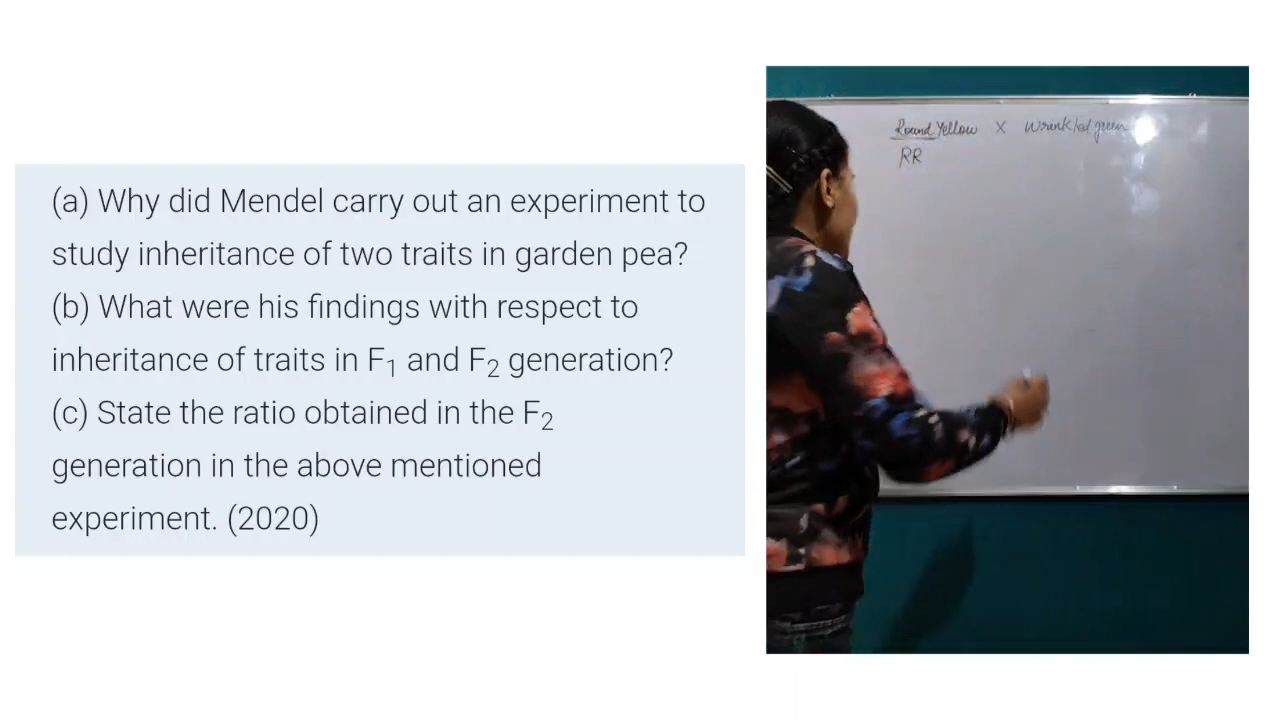 (a) Why did Mendel carry out an experiment to
study inheritance of two traits in garden pea?
(b) What were his findings with respect to
inheritance of traits in F₁ and F₂ generation?
(c) State the ratio obtained in the F₂
generation in the above mentioned
experiment. (2020)
Round Yellow X Wrinkled green
RR